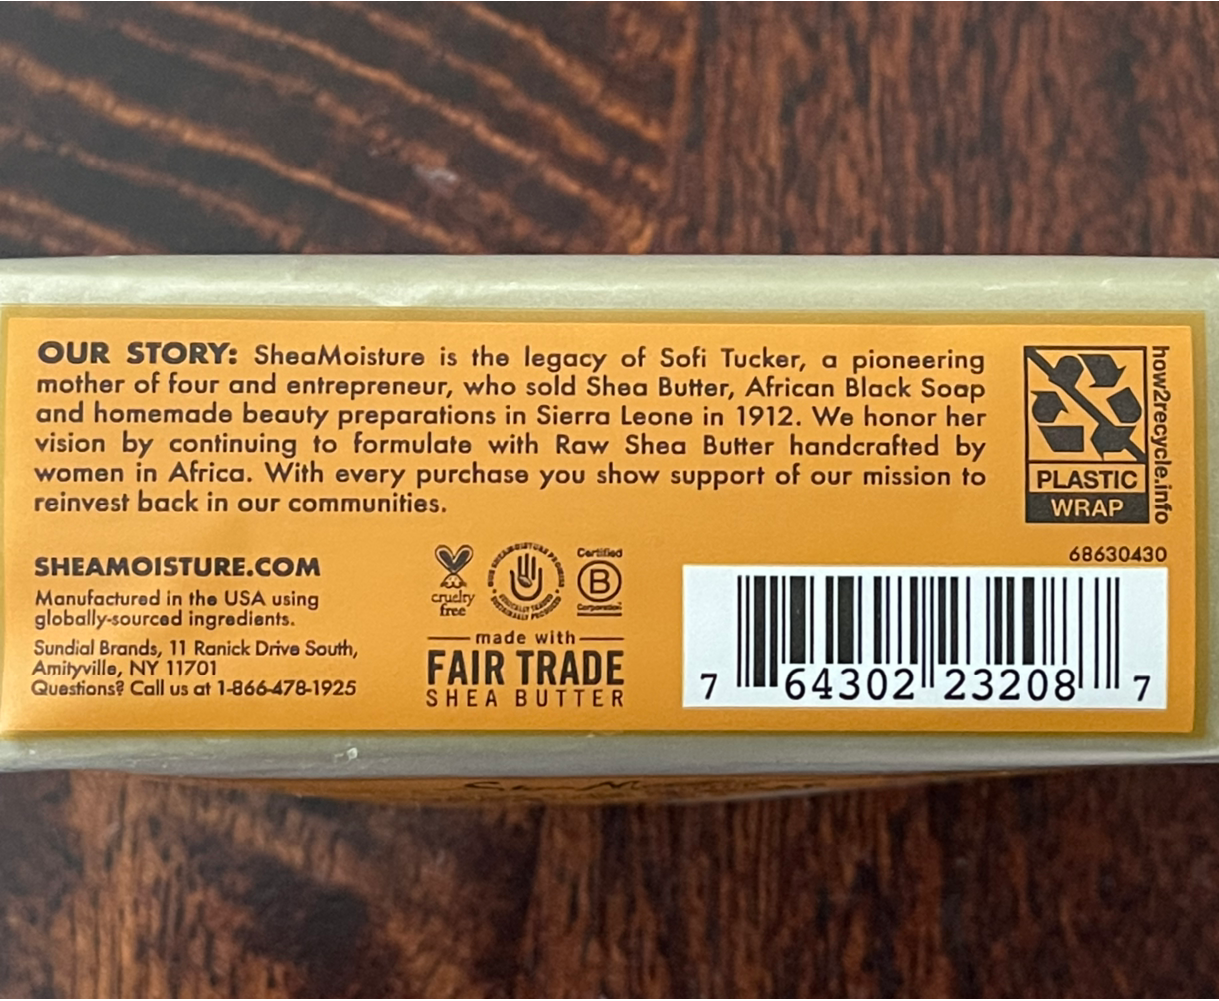 OUR STORY: SheaMoisture is the legacy of Sofi Tucker, a pioneering
mother of four and entrepreneur, who sold Shea Butter, African Black Soap
and homemade beauty preparations in Sierra Leone in 1912. We honor her
vision by continuing to formulate with Raw Shea Butter handcrafted by
women in Africa. With every purchase you show support of our mission to
reinvest back in our communities.
PLASTIC
WRAP
how2recycle.info
SHEAMOISTURE.COM
Manufactured in the USA using
globally-sourced ingredients.
Sundial Brands, 11 Ranick Drive South,
Amityville, NY 11701
Questions? Call us at 1-866-478-1925
cruelty
free
Certified
B
Corporation
made with
FAIR TRADE
SHEA BUTTER
68630430
7 64302 23208 7